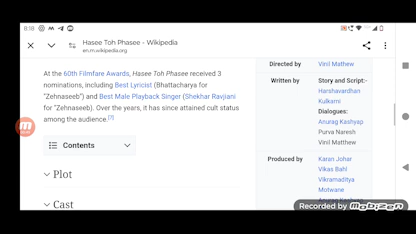 8:18
Hasee Toh Phasee - Wikipedia
en.m.wikipedia.org
At the 60th Filmfare Awards, Hasee Toh Phasee received 3
nominations, including Best Lyricist (Bhattacharya for
"Zehnaseeb") and Best Male Playback Singer (Shekhar Ravjiani
for "Zehnaseeb). Over the years, it has since attained cult status
among the audience.[7]
Contents
Plot
Cast
Directed by Vinil Mathew
Written by Story and Script:-
Harshavardhan
Kulkarni
Dialogues:
Anurag Kashyap
Purva Naresh
Vinil Mathew
Produced by Karan Johar
Vikas Bahl
Vikramaditya
Motwane
Anurag Kashyap
Recorded by Mobizen